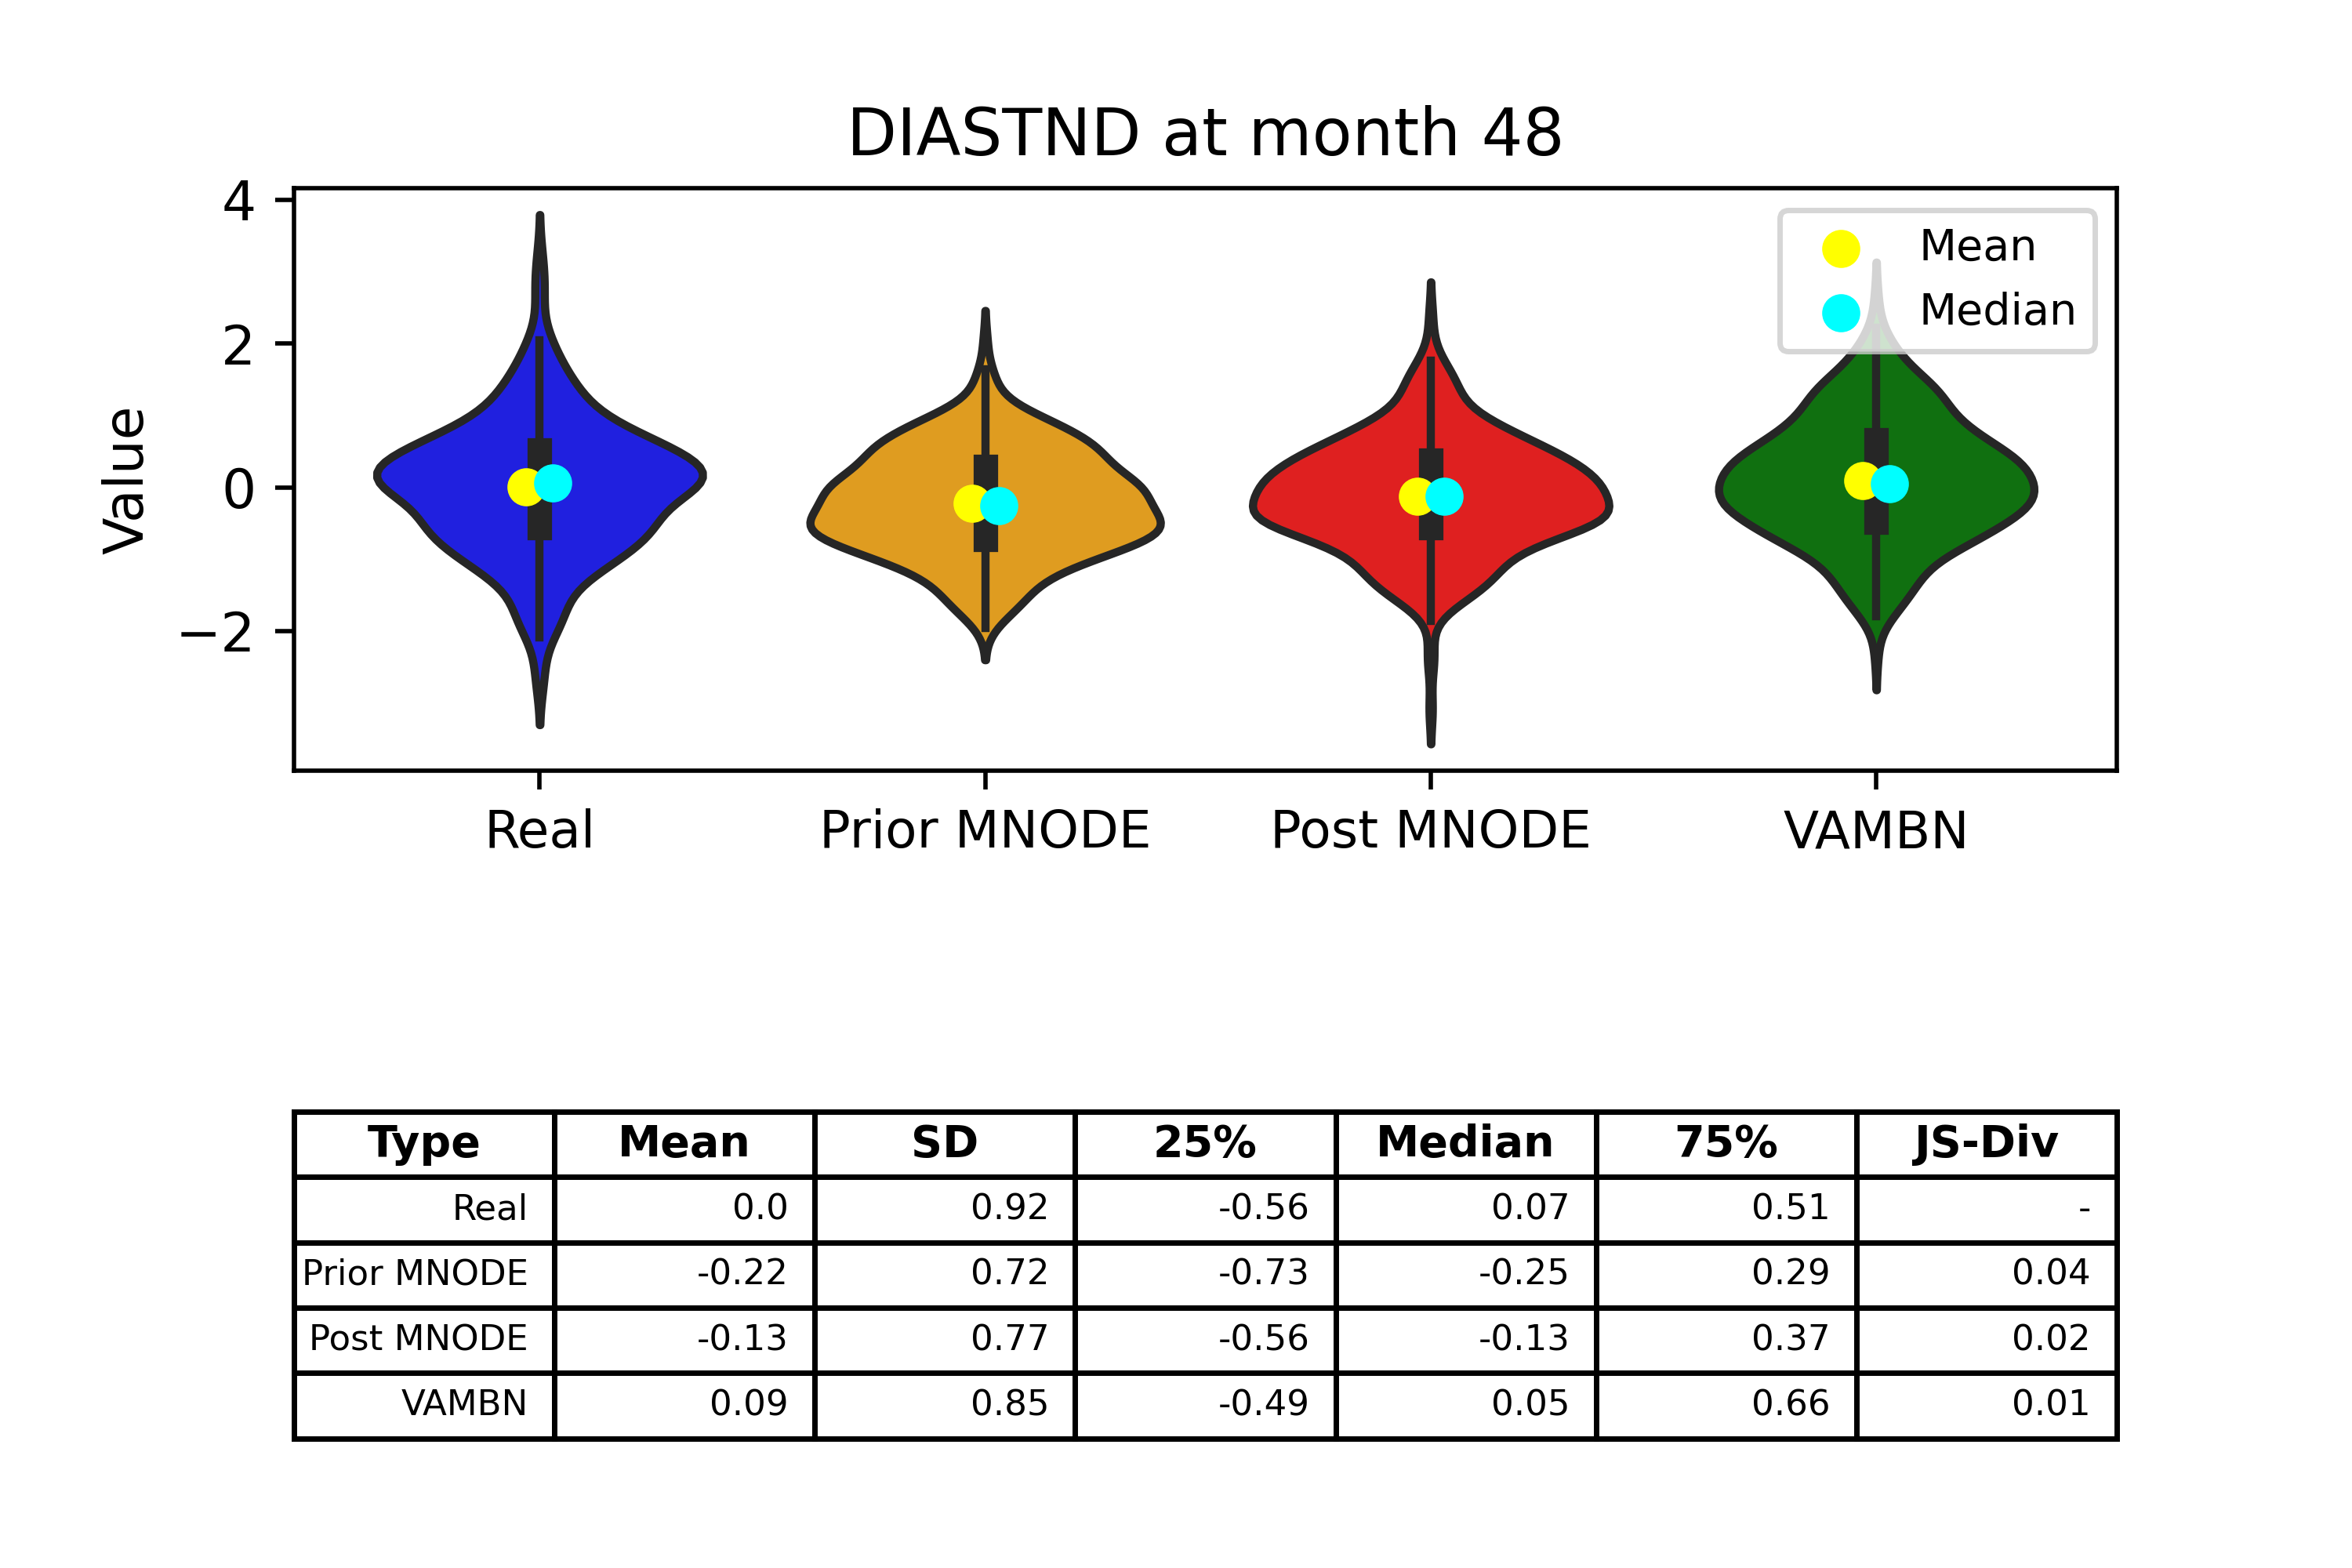 DIASTND at month 48
4
2
0
−2
Value
Mean
Median
Real Prior MNODE Post MNODE VAMBN
Type Mean SD 25% Median 75% JS-Div
Real 0.0 0.92 -0.56 0.07 0.51 -
Prior MNODE -0.22 0.72 -0.73 -0.25 0.29 0.04
Post MNODE -0.13 0.77 -0.56 -0.13 0.37 0.02
VAMBN 0.09 0.85 -0.49 0.05 0.66 0.01